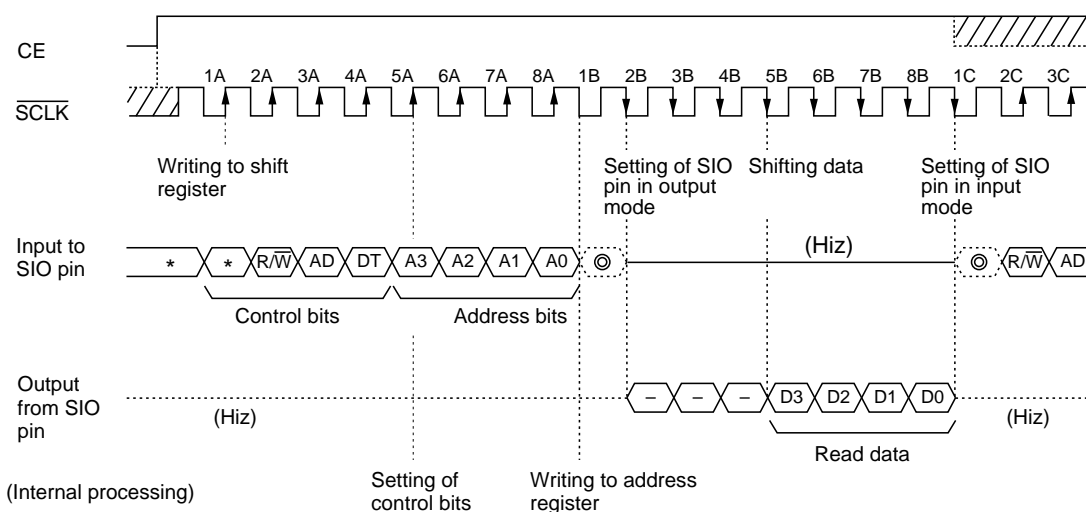 CE
1A 2A 3A 4A 5A 6A 7A 8A 1B 2B 3B 4B 5B 6B 7B 8B 1C 2C 3C
SCLK
Writing to shift
register
Setting of SIO
pin in output
mode
Shifting data
Setting of SIO
pin in input
mode
Input to
SIO pin
* * R/W AD DT A3 A2 A1 A0 ◎ (Hiz) ◎ R/W AD
Control bits
Address bits
Output
from SIO
pin
(Hiz) – – – D3 D2 D1 D0 (Hiz)
Read data
(Internal processing)
Setting of
control bits
Writing to address
register